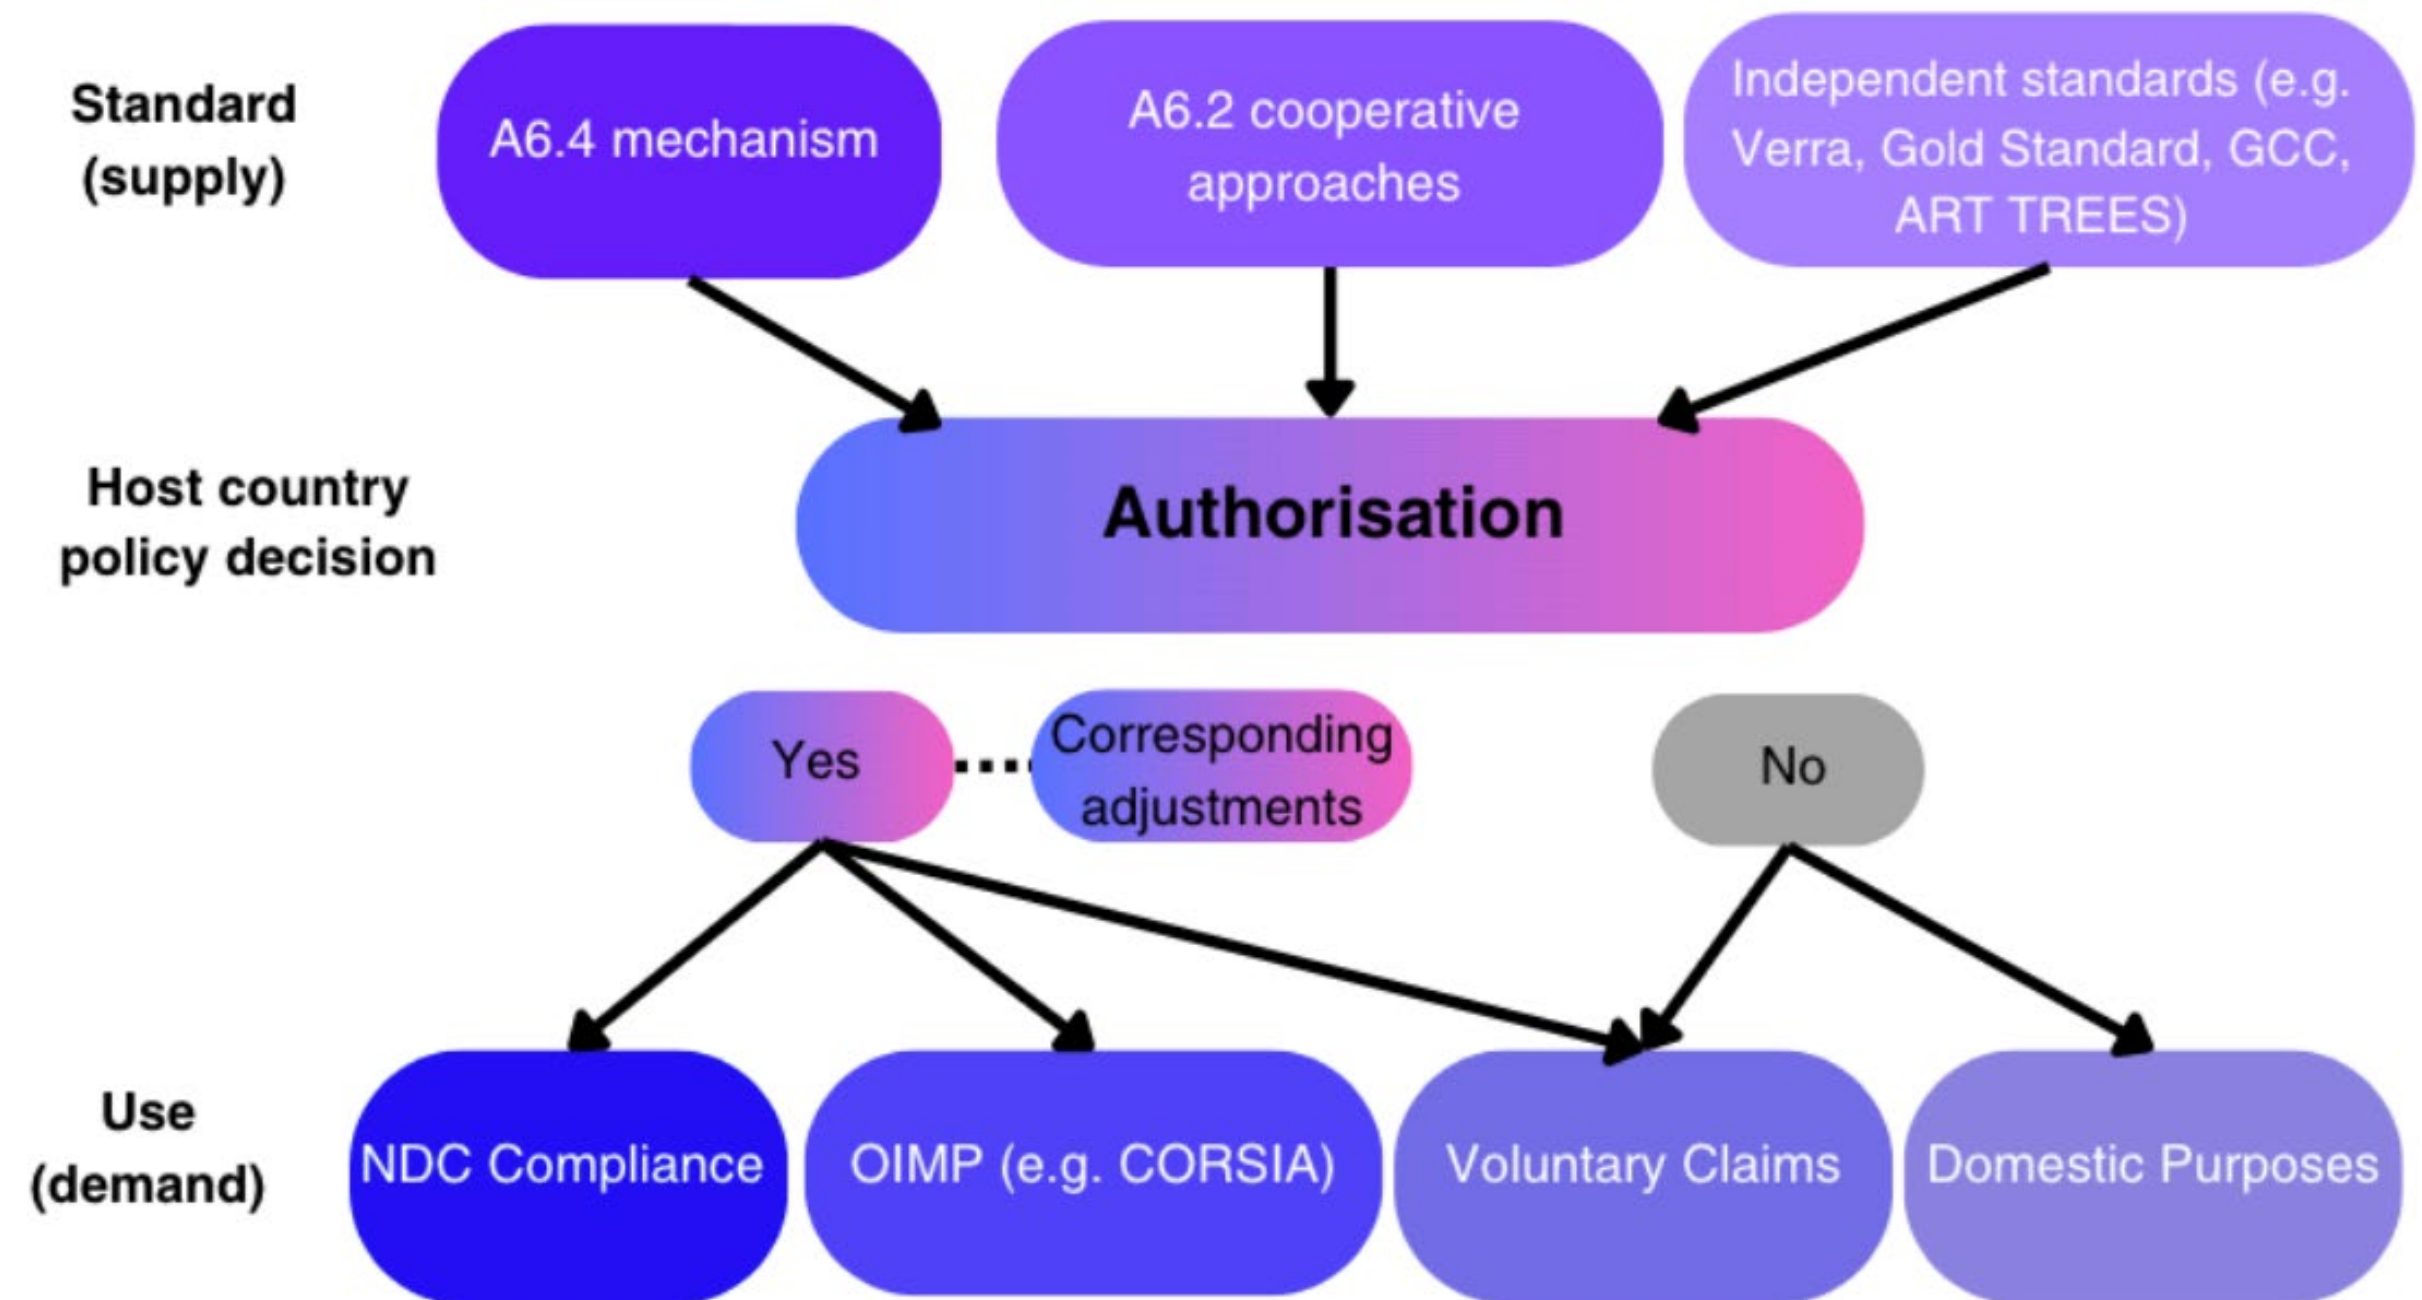 Standard
(supply)
A6.4 mechanism
A6.2 cooperative
approaches
Independent standards (e.g.
Verra, Gold Standard, GCC,
ART TREES)
Host country
policy decision
Authorisation
Yes
Corresponding
adjustments
No
Use
(demand)
NDC Compliance
OIMP (e.g. CORSIA)
Voluntary Claims
Domestic Purposes